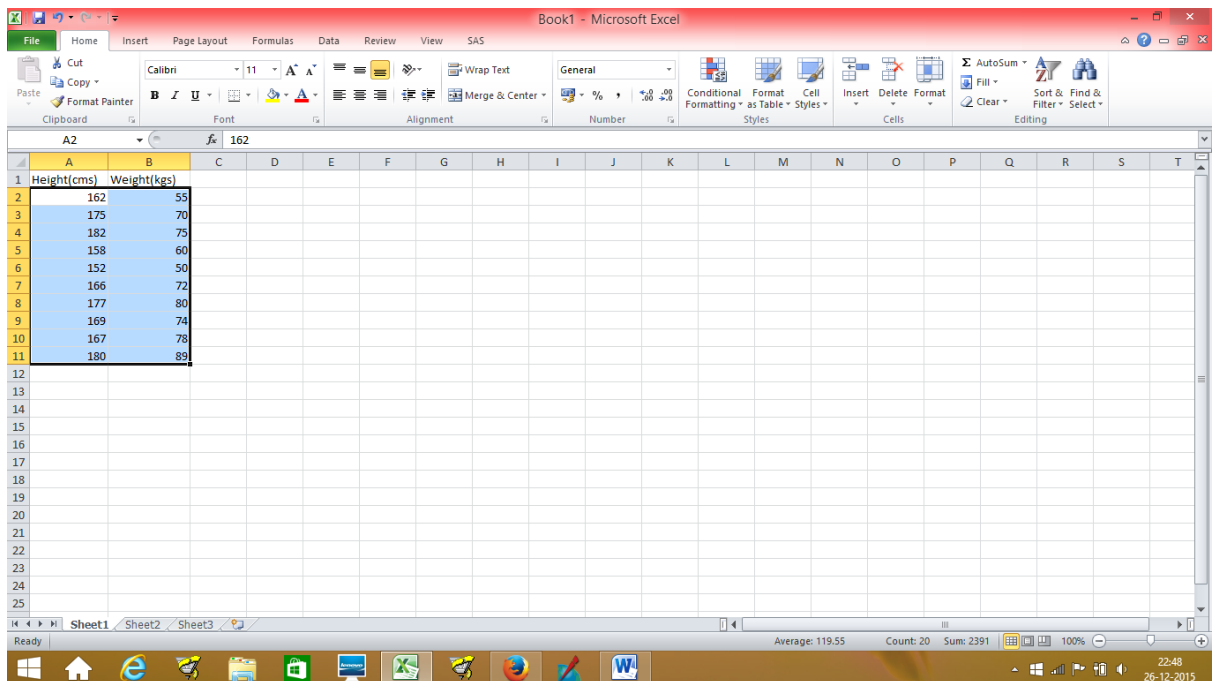 Book1 - Microsoft Excel
File Home Insert Page Layout Formulas Data Review View SAS
Paste
Cut
Copy
Format Painter
Clipboard
Calibri 11
B I U
Font
Wrap Text
Merge & Center
Alignment
General
% ,
Number
Conditional Formatting
Format as Table
Cell Styles
Styles
Insert Delete Format
Cells
Σ AutoSum
Fill
Clear
Sort & Filter
Find & Select
Editing
A2 fx 162
A B C D E F G H I J K L M N O P Q R S T
1 Height(cms) Weight(kgs)
2 162 55
3 175 70
4 182 75
5 158 60
6 152 50
7 166 72
8 177 80
9 169 74
10 167 78
11 180 89
12
13
14
15
16
17
18
19
20
21
22
23
24
25
Sheet1 Sheet2 Sheet3
Ready Average: 119.55 Count: 20 Sum: 2391 100%
22:48
26-12-2015